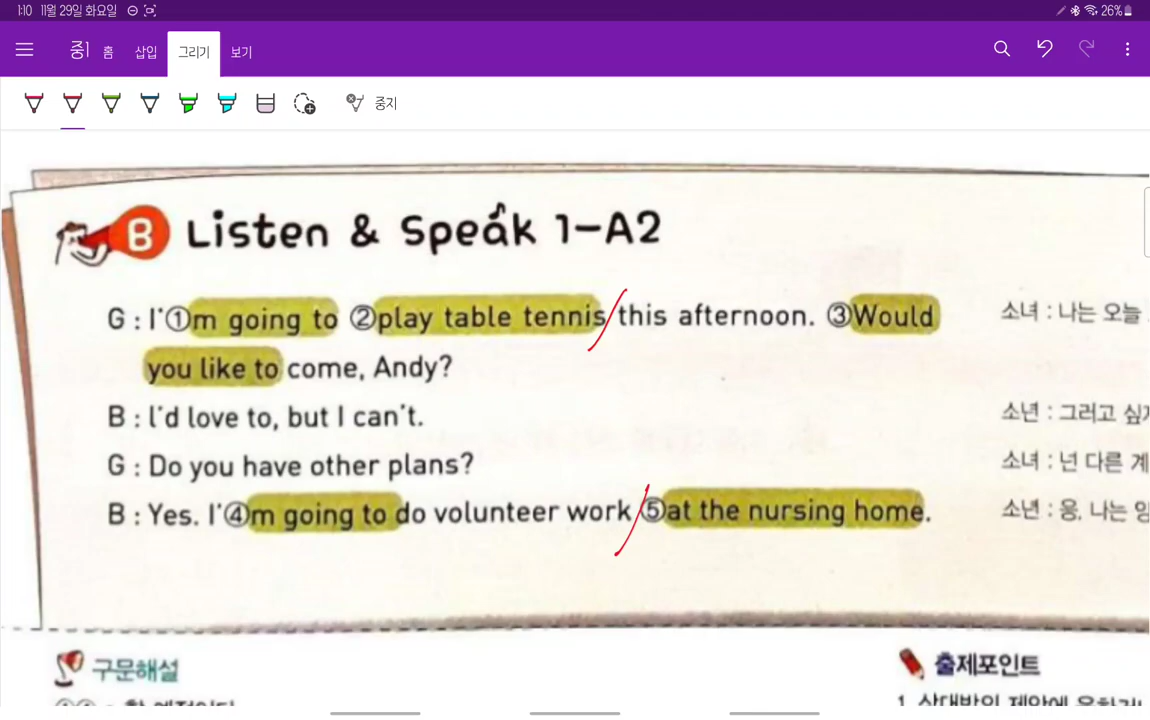 1:10 11월 29일 화요일 26%
중1 홈 삽입 그리기 보기
중지
B Listen & Speak 1-A2
G : I'①m going to ②play table tennis this afternoon. ③Would
you like to come, Andy?
B : I'd love to, but I can't.
G : Do you have other plans?
B : Yes. I'④m going to do volunteer work ⑤at the nursing home.
소녀 : 나는 오늘
소년 : 그러고 싶
소녀 : 넌 다른 계
소년 : 응, 나는
구문해설
출제포인트